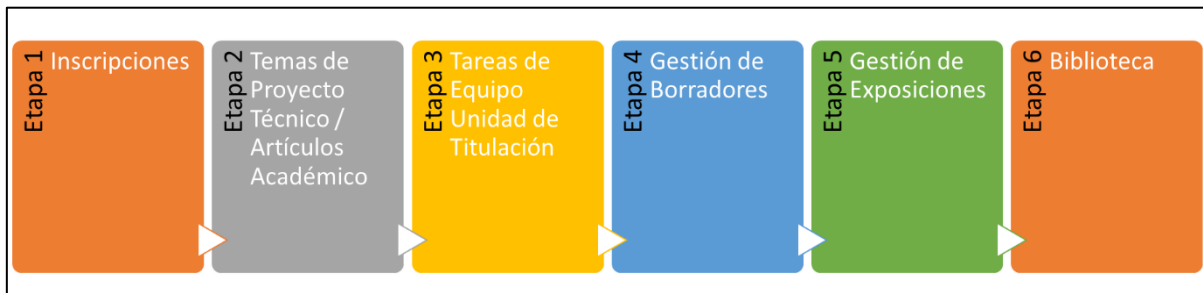 Etapa 1
Inscripciones
Etapa 2
Temas de
Proyecto
Técnico /
Artículos
Académico
Etapa 3
Tareas de
Equipo
Unidad de
Titulación
Etapa 4
Gestión de
Borradores
Etapa 5
Gestión de
Exposiciones
Etapa 6
Biblioteca